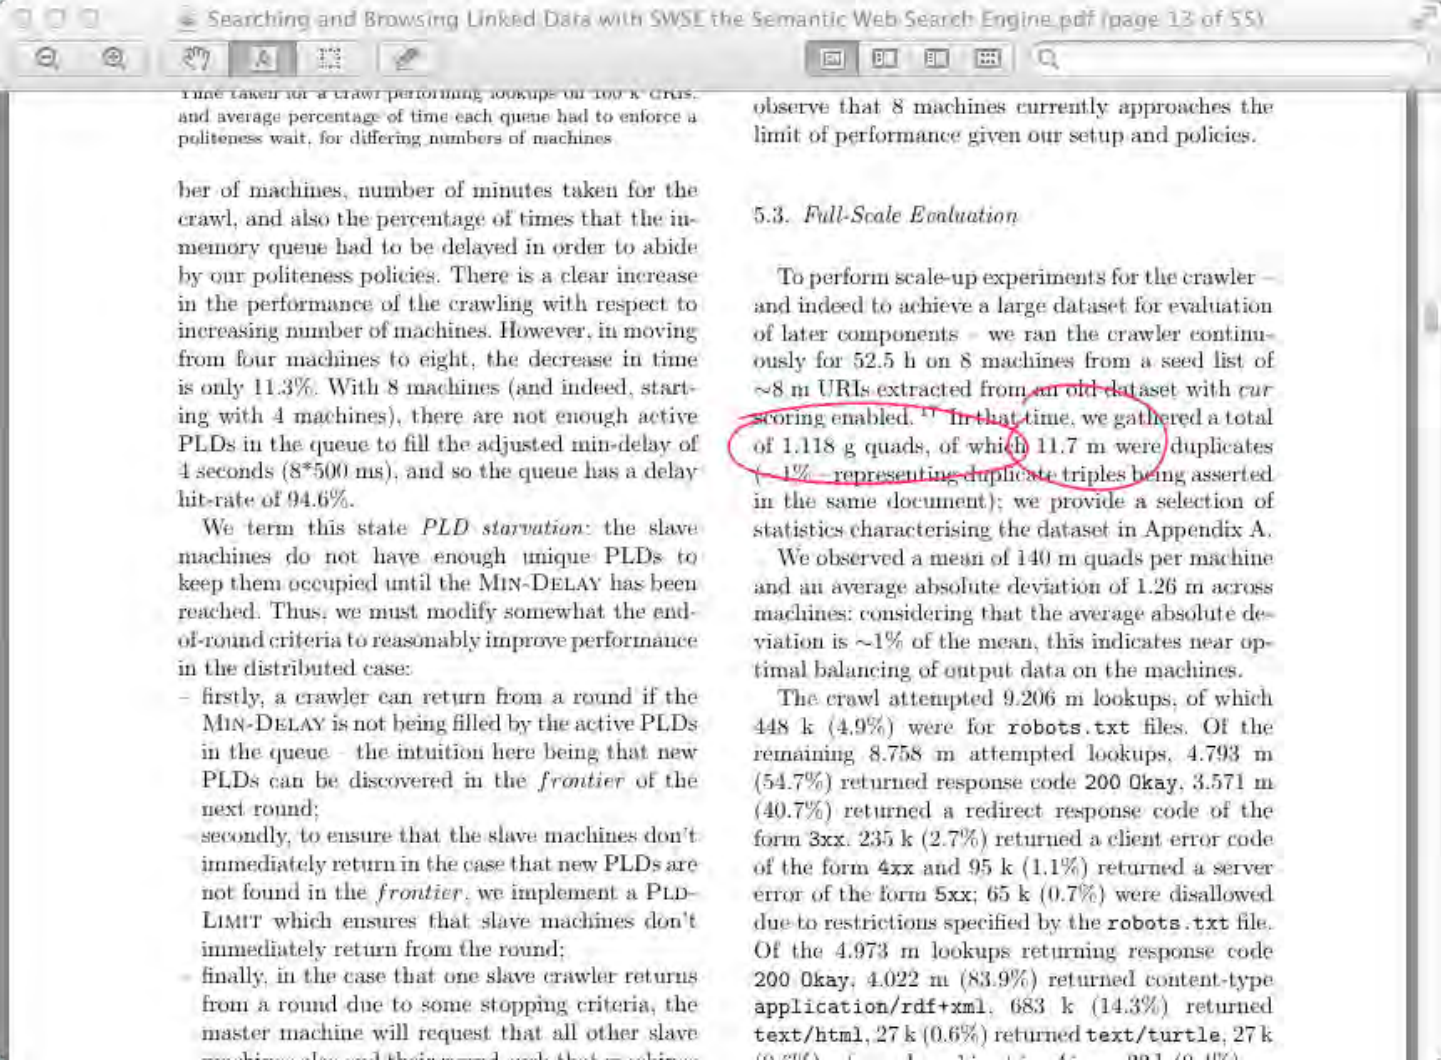 Searching and Browsing Linked Data with SWSE the Semantic Web Search Engine.pdf (page 13 of 55)
Time taken for a crawl performing lookups on 100 k URIs,
and average percentage of time each queue had to enforce a
politeness wait, for differing numbers of machines
ber of machines, number of minutes taken for the
crawl, and also the percentage of times that the in-
memory queue had to be delayed in order to abide
by our politeness policies. There is a clear increase
in the performance of the crawling with respect to
increasing number of machines. However, in moving
from four machines to eight, the decrease in time
is only 11.3%. With 8 machines (and indeed, start-
ing with 4 machines), there are not enough active
PLDs in the queue to fill the adjusted min-delay of
4 seconds (8*500 ms), and so the queue has a delay
hit-rate of 94.6%.
We term this state PLD starvation: the slave
machines do not have enough unique PLDs to
keep them occupied until the MIN-DELAY has been
reached. Thus, we must modify somewhat the end-
of-round criteria to reasonably improve performance
in the distributed case:
– firstly, a crawler can return from a round if the
MIN-DELAY is not being filled by the active PLDs
in the queue – the intuition here being that new
PLDs can be discovered in the frontier of the
next round;
– secondly, to ensure that the slave machines don't
immediately return in the case that new PLDs are
not found in the frontier, we implement a PLD-
LIMIT which ensures that slave machines don't
immediately return from the round;
– finally, in the case that one slave crawler returns
from a round due to some stopping criteria, the
master machine will request that all other slave
observe that 8 machines currently approaches the
limit of performance given our setup and policies.
5.3. Full-Scale Evaluation
To perform scale-up experiments for the crawler –
and indeed to achieve a large dataset for evaluation
of later components – we ran the crawler continu-
ously for 52.5 h on 8 machines from a seed list of
~8 m URIs extracted from an old dataset with cur
scoring enabled. 17 In that time, we gathered a total
of 1.118 g quads, of which 11.7 m were duplicates
(~1% – representing duplicate triples being asserted
in the same document); we provide a selection of
statistics characterising the dataset in Appendix A.
We observed a mean of 140 m quads per machine
and an average absolute deviation of 1.26 m across
machines: considering that the average absolute de-
viation is ~1% of the mean, this indicates near op-
timal balancing of output data on the machines.
The crawl attempted 9.206 m lookups, of which
448 k (4.9%) were for robots.txt files. Of the
remaining 8.758 m attempted lookups, 4.793 m
(54.7%) returned response code 200 Okay, 3.571 m
(40.7%) returned a redirect response code of the
form 3xx, 235 k (2.7%) returned a client error code
of the form 4xx and 95 k (1.1%) returned a server
error of the form 5xx; 65 k (0.7%) were disallowed
due to restrictions specified by the robots.txt file.
Of the 4.973 m lookups returning response code
200 Okay, 4.022 m (83.9%) returned content-type
application/rdf+xml, 683 k (14.3%) returned
text/html, 27 k (0.6%) returned text/turtle, 27 k